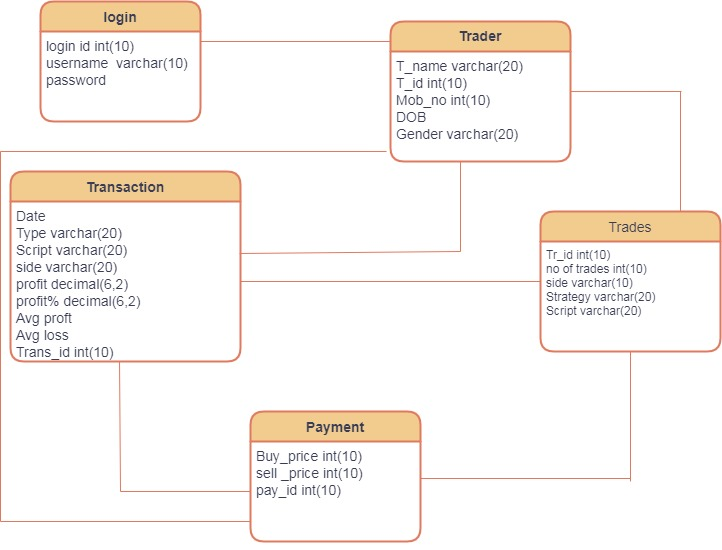 login
login id int(10)
username varchar(10)
password
Trader
T_name varchar(20)
T_id int(10)
Mob_no int(10)
DOB
Gender varchar(20)
Transaction
Date
Type varchar(20)
Script varchar(20)
side varchar(20)
profit decimal(6,2)
profit% decimal(6,2)
Avg proft
Avg loss
Trans_id int(10)
Trades
Tr_id int(10)
no of trades int(10)
side varchar(10)
Strategy varchar(20)
Script varchar(20)
Payment
Buy_price int(10)
sell _price int(10)
pay_id int(10)